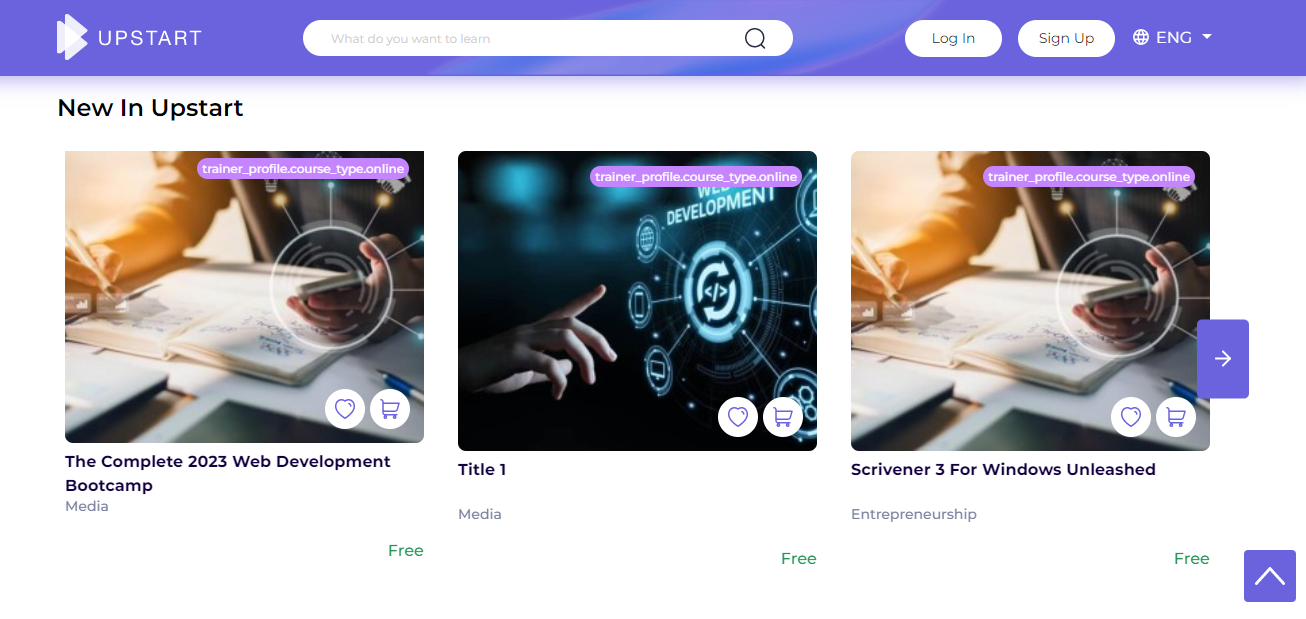 UPSTART
What do you want to learn
Log In
Sign Up
ENG
New In Upstart
trainer_profile.course_type.online
trainer_profile.course_type.online
WEB
DEVELOPMENT
</>
trainer_profile.course_type.online
The Complete 2023 Web Development
Bootcamp
Media
Free
Title 1
Media
Free
Scrivener 3 For Windows Unleashed
Entrepreneurship
Free